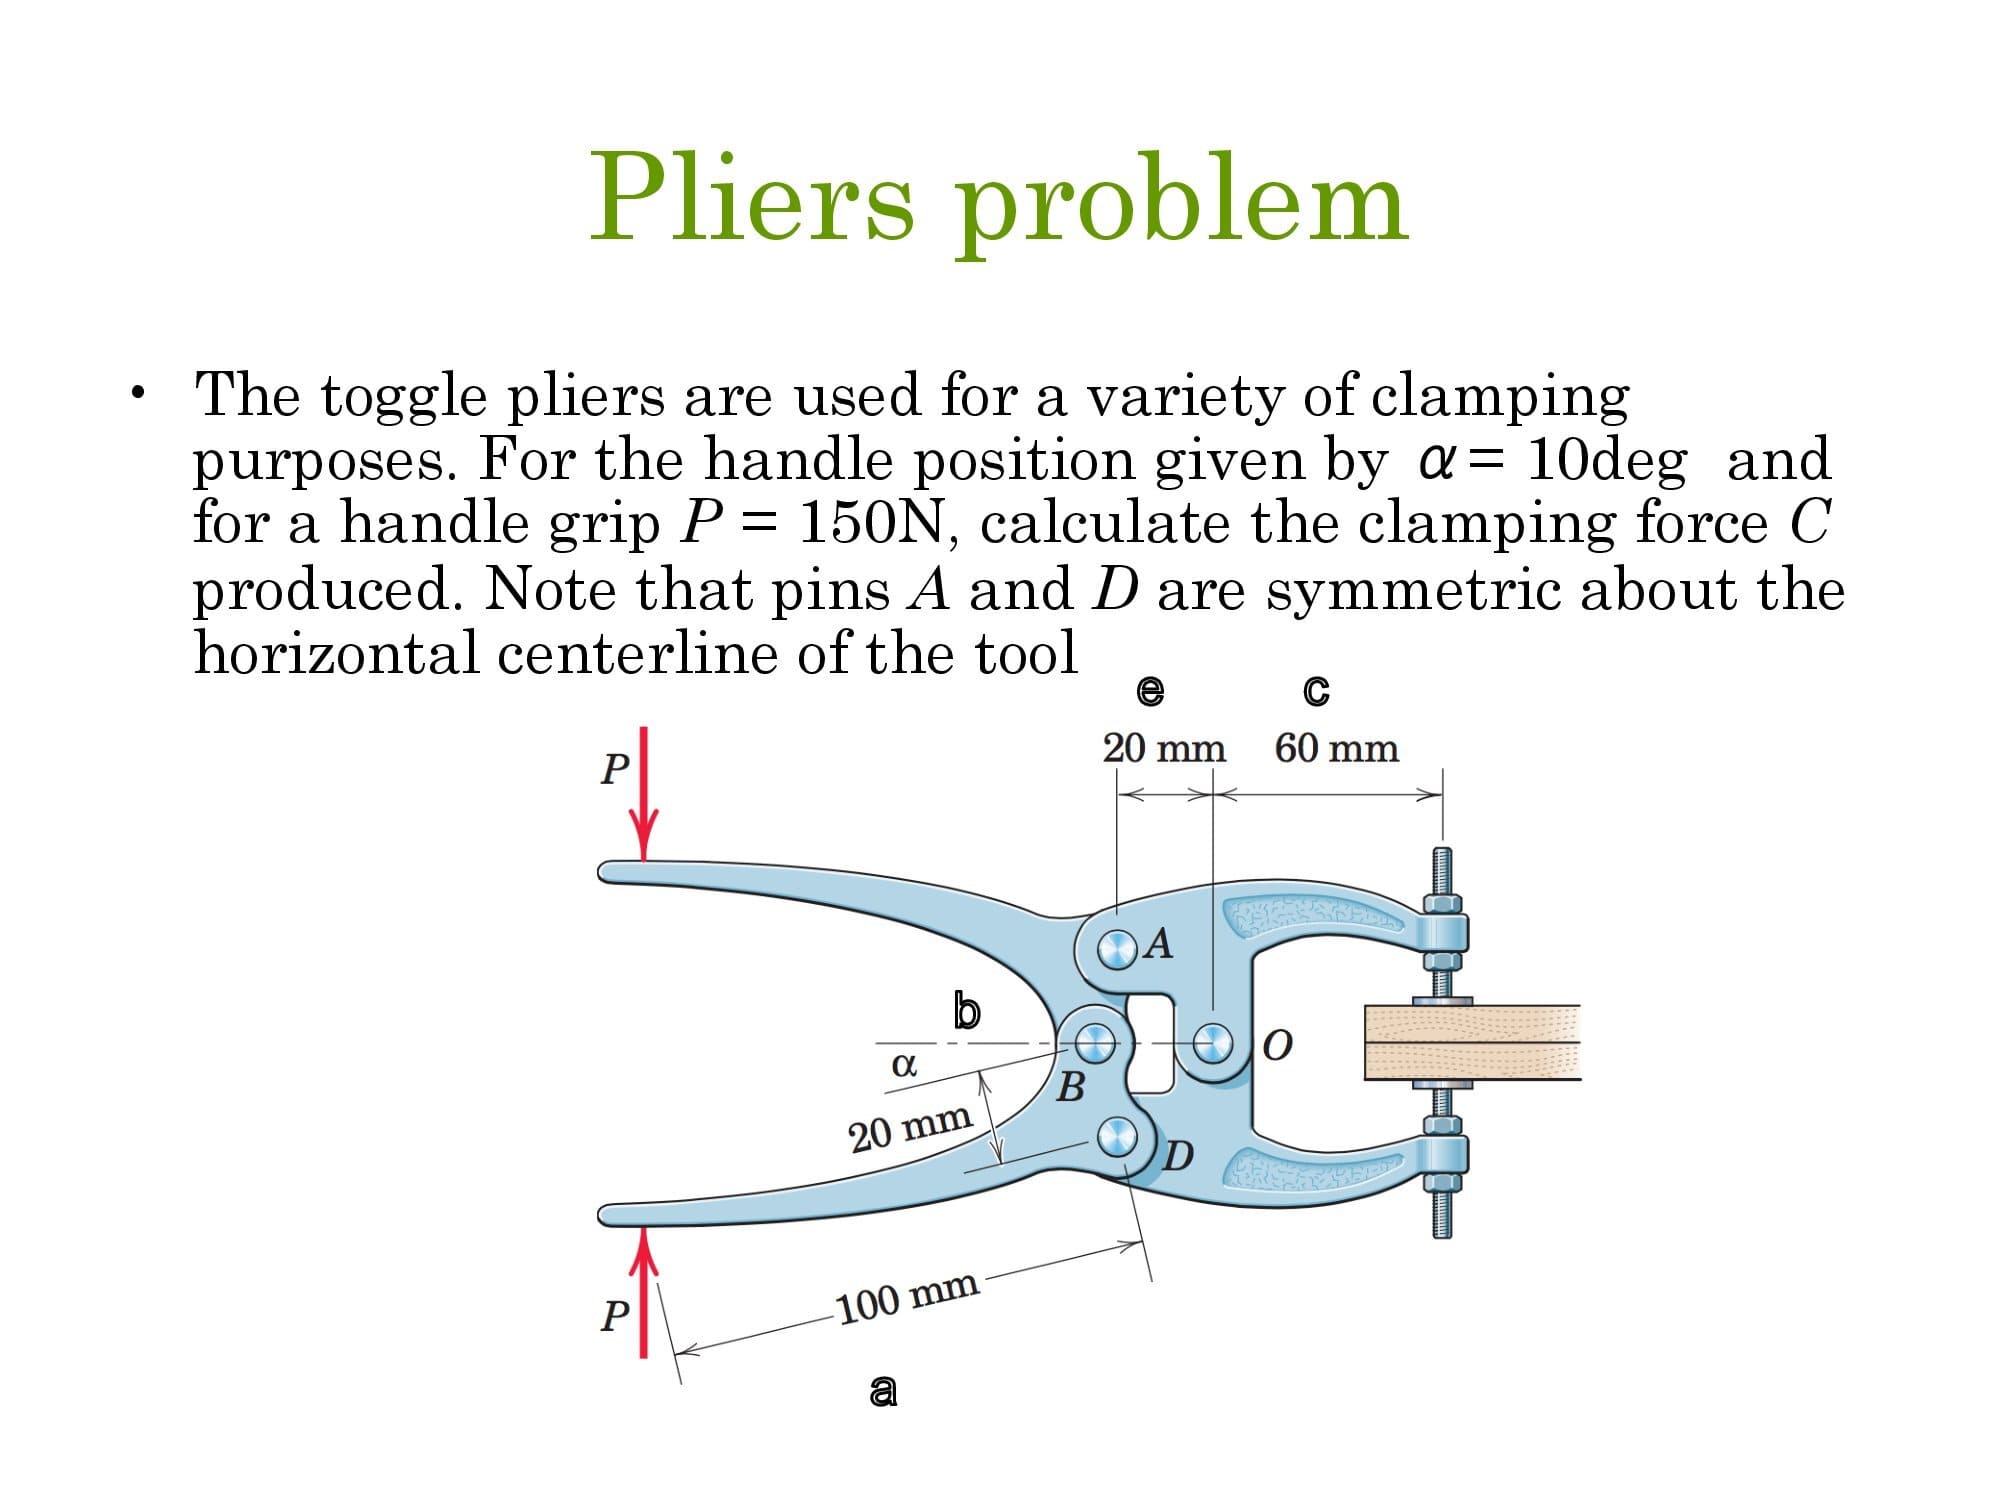 Pliers problem
• The toggle pliers are used for a variety of clamping
purposes. For the handle position given by α = 10deg and
for a handle grip P = 150N, calculate the clamping force C
produced. Note that pins A and D are symmetric about the
horizontal centerline of the tool
e c
20 mm 60 mm
P
A
b
O
α
B
20 mm
D
100 mm
P
a